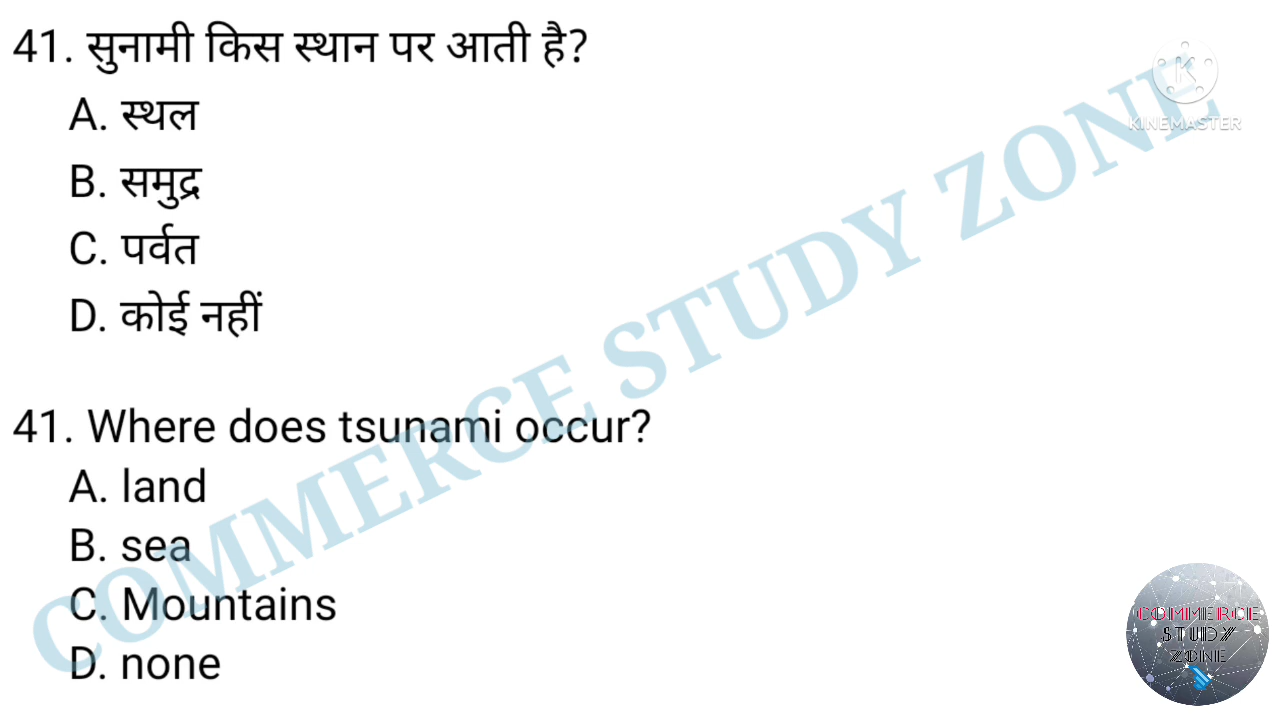 41. सुनामी किस स्थान पर आती है?
A. स्थल
B. समुद्र
C. पर्वत
D. कोई नहीं
41. Where does tsunami occur?
A. land
B. sea
C. Mountains
D. none
COMMERCE STUDY ZONE
K
KINEMASTER
COMMERCE
STUDY
ZONE